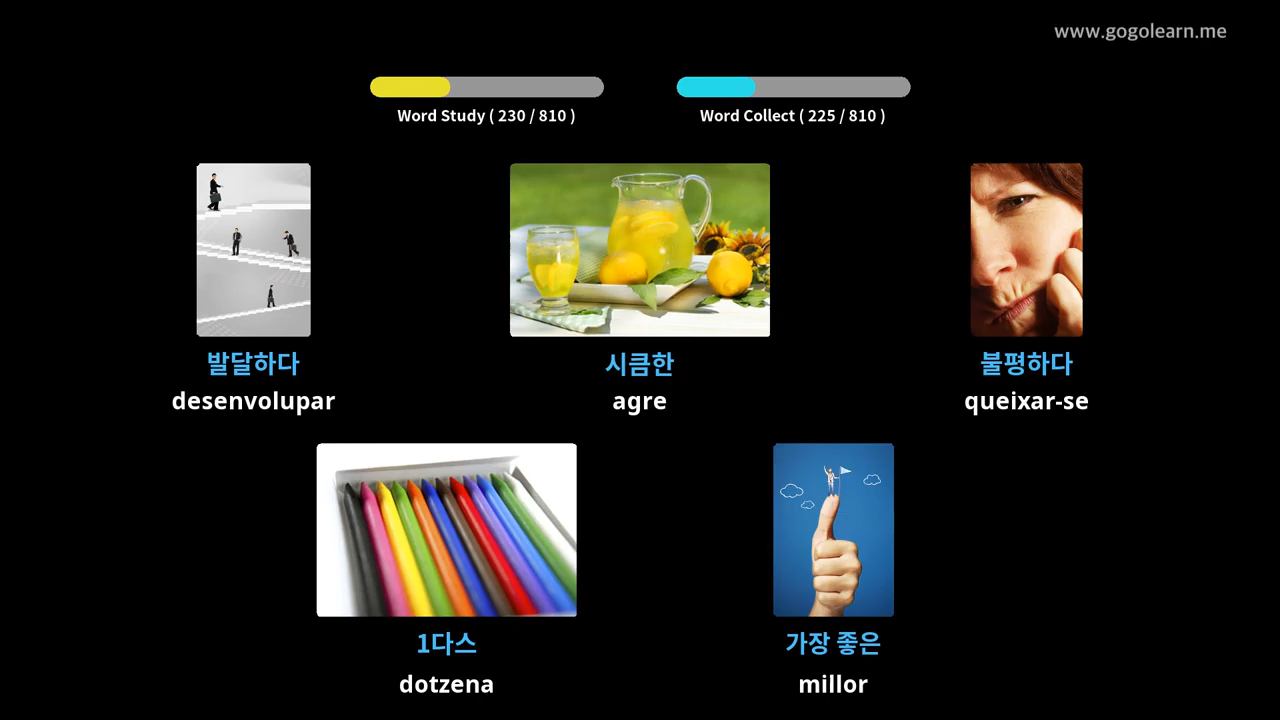 www.gogolearn.me
Word Study ( 230 / 810 )
Word Collect ( 225 / 810 )
발달하다
desenvolupar
시큼한
agre
불평하다
queixar-se
1다스
dotzena
가장 좋은
millor